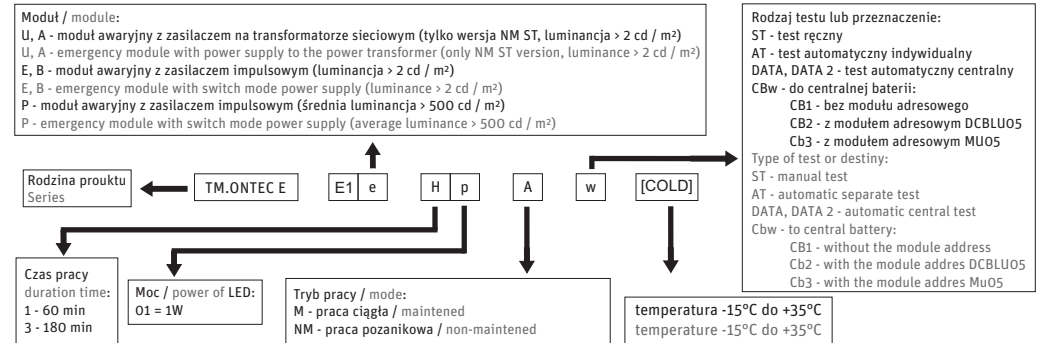 Moduł / module:
U, A - moduł awaryjny z zasilaczem na transformatorze sieciowym (tylko wersja NM ST, luminancja > 2 cd / m²)
U, A - emergency module with power supply to the power transformer (only NM ST version, luminance > 2 cd / m²)
E, B - moduł awaryjny z zasilaczem impulsowym (luminancja > 2 cd / m²)
E, B - emergency module with switch mode power supply (luminance > 2 cd / m²)
P - moduł awaryjny z zasilaczem impulsowym (średnia luminancja > 500 cd / m²)
P - emergency module with switch mode power supply (average luminance > 500 cd / m²)
Rodzaj testu lub przeznaczenie:
ST - test ręczny
AT - test automatyczny indywidualny
DATA, DATA 2 - test automatyczny centralny
CBw - do centralnej baterii:
CB1 - bez modułu adresowego
CB2 - z modułem adresowym DCBLU05
Cb3 - z modułem adresowym MU05
Type of test or destiny:
ST - manual test
AT - automatic separate test
DATA, DATA 2 - automatic central test
Cbw - to central battery:
CB1 - without the module address
Cb2 - with the module addres DCBLU05
Cb3 - with the module addres Mu05
Rodzina prouktu
Series
TM.ONTEC E
E1 e
H p
A
w
[COLD]
Czas pracy
duration time:
1 - 60 min
3 - 180 min
Moc / power of LED:
01 = 1W
Tryb pracy / mode:
M - praca ciągła / maintened
NM - praca pozanikowa / non-maintened
temperatura -15°C do +35°C
temperature -15°C do +35°C